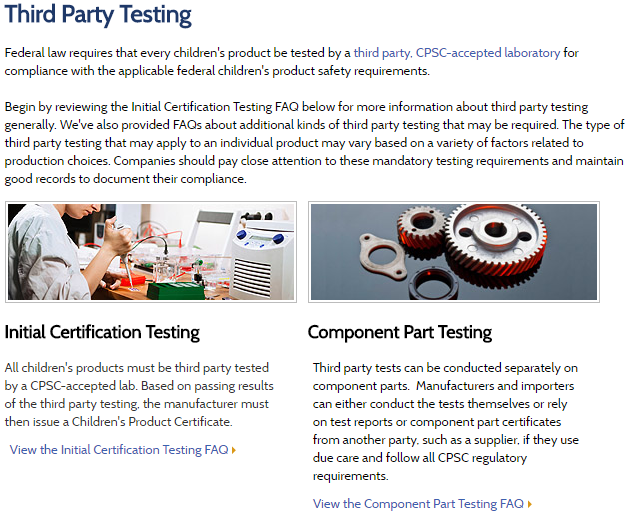 Third Party Testing
Federal law requires that every children's product be tested by a third party, CPSC-accepted laboratory for
compliance with the applicable federal children's product safety requirements.
Begin by reviewing the Initial Certification Testing FAQ below for more information about third party testing
generally. We've also provided FAQs about additional kinds of third party testing that may be required. The type of
third party testing that may apply to an individual product may vary based on a variety of factors related to
production choices. Companies should pay close attention to these mandatory testing requirements and maintain
good records to document their compliance.
Initial Certification Testing
All children's products must be third party tested
by a CPSC-accepted lab. Based on passing results
of the third party testing, the manufacturer must
then issue a Children's Product Certificate.
View the Initial Certification Testing FAQ
Component Part Testing
Third party tests can be conducted separately on
component parts. Manufacturers and importers
can either conduct the tests themselves or rely
on test reports or component part certificates
from another party, such as a supplier, if they use
due care and follow all CPSC regulatory
requirements.
View the Component Part Testing FAQ